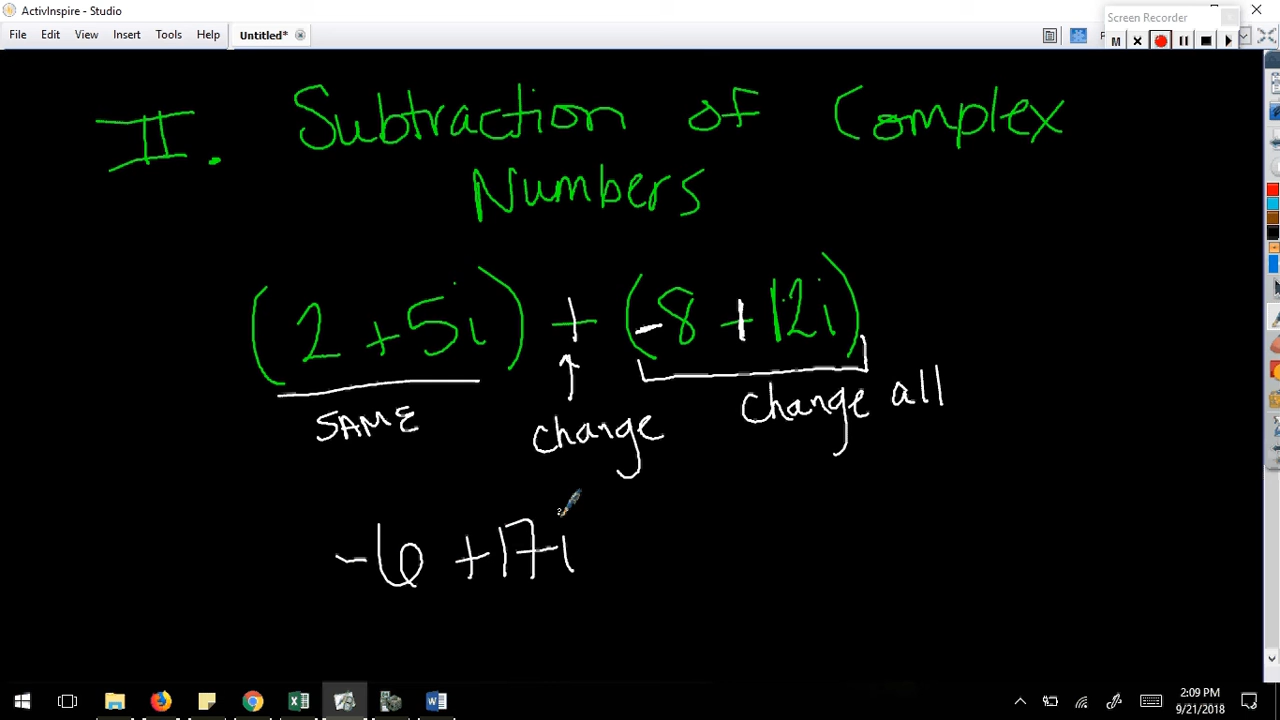 ActivInspire - Studio
Screen Recorder x
File Edit View Insert Tools Help Untitled*
M
II. Subtraction of Complex
Numbers
(2 +5i) + (-8 +12i)
SAME
change
change all
-6 +17i
2:09 PM
9/21/2018